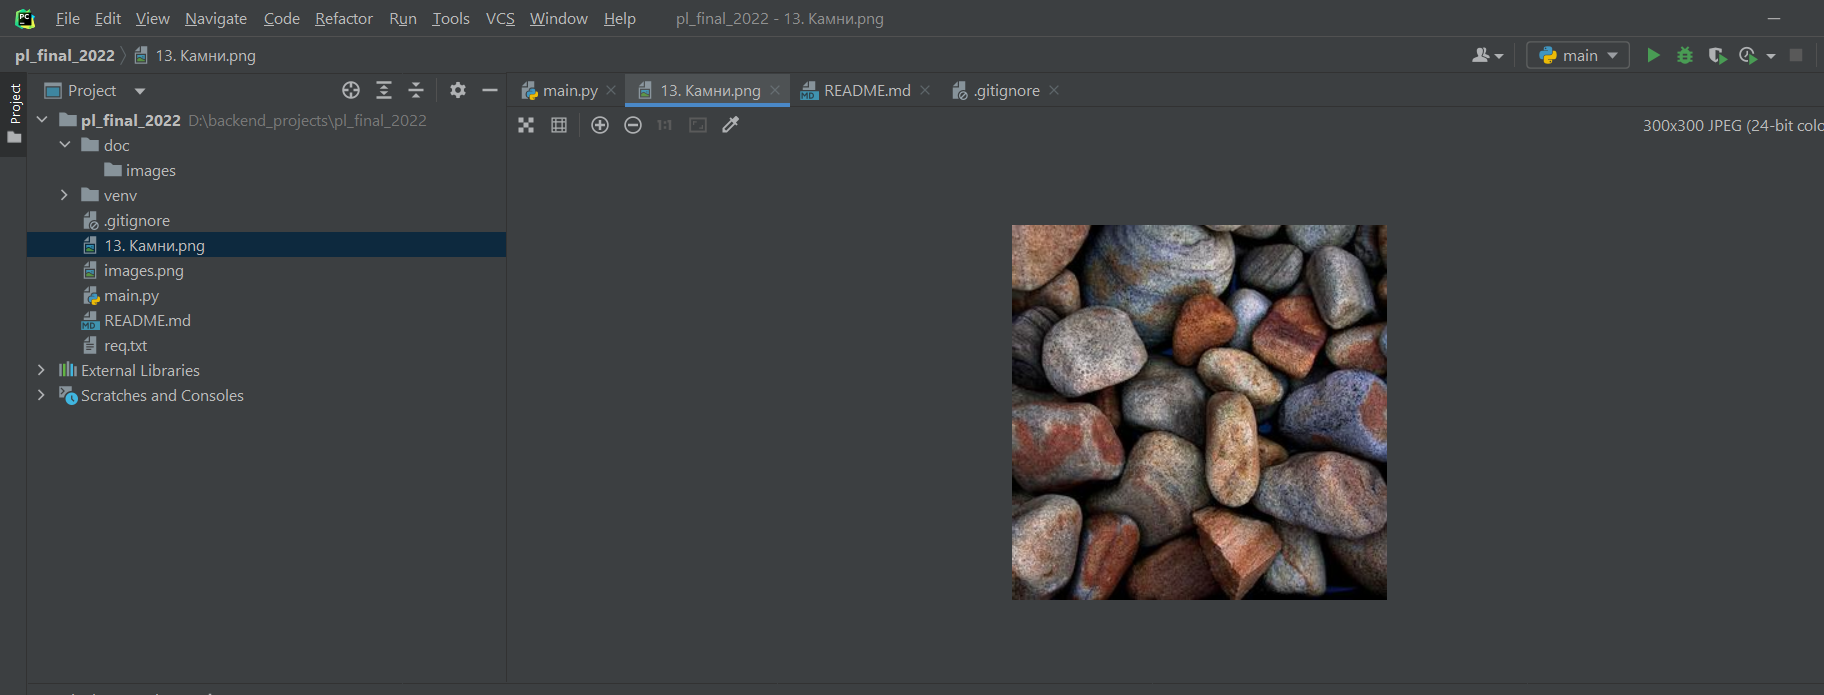 PC File Edit View Navigate Code Refactor Run Tools VCS Window Help pl_final_2022 - 13. Камни.png
pl_final_2022 13. Камни.png main
Project
Project
main.py 13. Камни.png README.md .gitignore
300x300 JPEG (24-bit colo
1:1
pl_final_2022 D:\backend_projects\pl_final_2022
doc
images
venv
.gitignore
13. Камни.png
images.png
main.py
README.md
req.txt
External Libraries
Scratches and Consoles